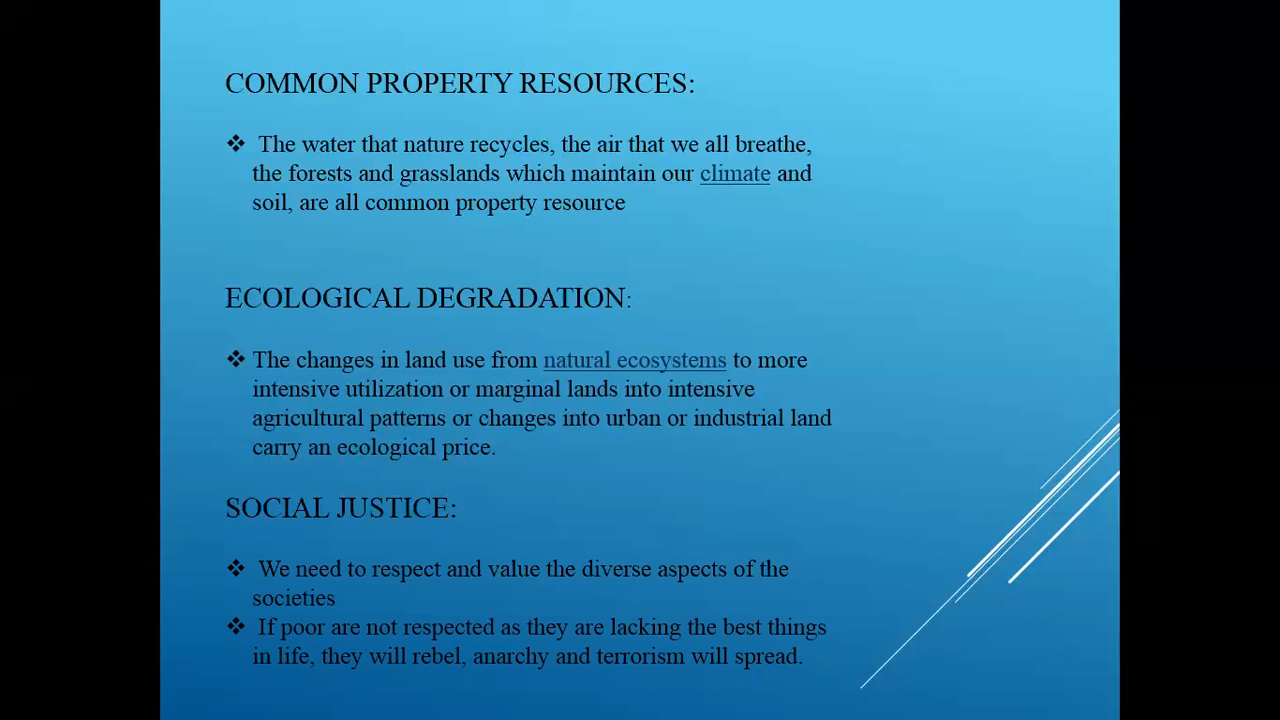 COMMON PROPERTY RESOURCES:
❖ The water that nature recycles, the air that we all breathe,
the forests and grasslands which maintain our climate and
soil, are all common property resource
ECOLOGICAL DEGRADATION:
❖ The changes in land use from natural ecosystems to more
intensive utilization or marginal lands into intensive
agricultural patterns or changes into urban or industrial land
carry an ecological price.
SOCIAL JUSTICE:
❖ We need to respect and value the diverse aspects of the
societies
❖ If poor are not respected as they are lacking the best things
in life, they will rebel, anarchy and terrorism will spread.